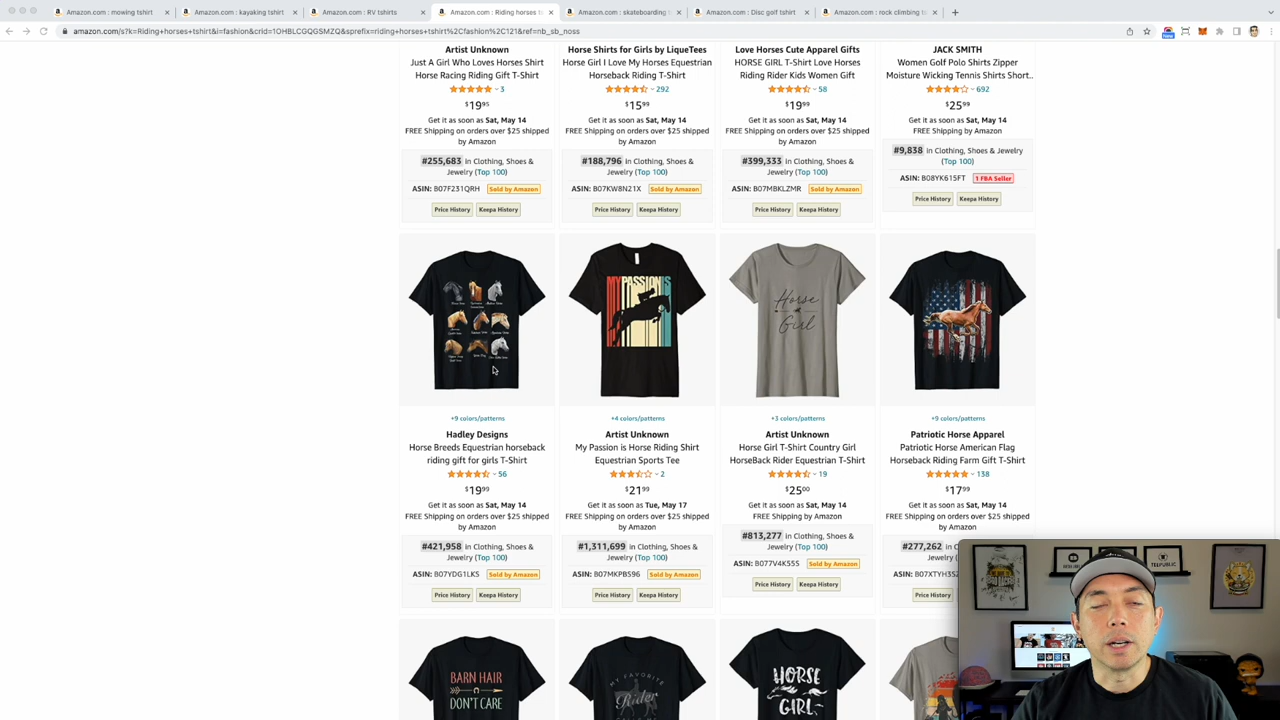 Amazon.com : mowing tshirt
Amazon.com : kayaking tshirt
Amazon.com : RV tshirts
Amazon.com : Riding horses ts
Amazon.com : skateboarding t
Amazon.com : Disc golf tshirt
Amazon.com : rock climbing t
amazon.com/s?k=Riding+horses+tshirt&i=fashion&crid=1OHBLCGQGSMZQ&sprefix=riding+horses+tshirt%2Cfashion%2C121&ref=nb_sb_noss
New
Artist Unknown
Just A Girl Who Loves Horses Shirt
Horse Racing Riding Gift T-Shirt
3
$19.95
Get it as soon as Sat, May 14
FREE Shipping on orders over $25 shipped
by Amazon
#255,683 in Clothing, Shoes &
Jewelry (Top 100)
ASIN: B07F231QRH Sold by Amazon
Price History Keepa History
Horse Shirts for Girls by LiqueTees
Horse Girl I Love My Horses Equestrian
Horseback Riding T-Shirt
292
$15.99
Get it as soon as Sat, May 14
FREE Shipping on orders over $25 shipped
by Amazon
#188,796 in Clothing, Shoes &
Jewelry (Top 100)
ASIN: B07KW8N21X Sold by Amazon
Price History Keepa History
Love Horses Cute Apparel Gifts
HORSE GIRL T-Shirt Love Horses
Riding Rider Kids Women Gift
58
$19.99
Get it as soon as Sat, May 14
FREE Shipping on orders over $25 shipped
by Amazon
#399,333 in Clothing, Shoes &
Jewelry (Top 100)
ASIN: B07MBKLZMR Sold by Amazon
Price History Keepa History
JACK SMITH
Women Golf Polo Shirts Zipper
Moisture Wicking Tennis Shirts Short...
692
$25.99
Get it as soon as Sat, May 14
FREE Shipping by Amazon
#9,838 in Clothing, Shoes & Jewelry
(Top 100)
ASIN: B08YK615FT 1 FBA Seller
Price History Keepa History
MY PASSION IS
Horse
Girl
+9 colors/patterns
Hadley Designs
Horse Breeds Equestrian horseback
riding gift for girls T-Shirt
56
$19.99
Get it as soon as Sat, May 14
FREE Shipping on orders over $25 shipped
by Amazon
#421,958 in Clothing, Shoes &
Jewelry (Top 100)
ASIN: B07YDG1LKS Sold by Amazon
Price History Keepa History
+4 colors/patterns
Artist Unknown
My Passion is Horse Riding Shirt
Equestrian Sports Tee
2
$21.99
Get it as soon as Tue, May 17
FREE Shipping on orders over $25 shipped
by Amazon
#1,311,699 in Clothing, Shoes &
Jewelry (Top 100)
ASIN: B07MKPBS96 Sold by Amazon
Price History Keepa History
+3 colors/patterns
Artist Unknown
Horse Girl T-Shirt Country Girl
HorseBack Rider Equestrian T-Shirt
19
$25.00
Get it as soon as Sat, May 14
FREE Shipping by Amazon
#813,277 in Clothing, Shoes &
Jewelry (Top 100)
ASIN: B077V4K55S Sold by Amazon
Price History Keepa History
+9 colors/patterns
Patriotic Horse Apparel
Patriotic Horse American Flag
Horseback Riding Farm Gift T-Shirt
138
$17.99
Get it as soon as Sat, May 14
FREE Shipping on orders over $25 shipped
by Amazon
#277,262 in Cloth
Jewelry
ASIN: B07XTYH3S
Price History
BARN HAIR
DON'T CARE
MY FAVORITE
Rider
HORSE
GIRL
TEEPUBLIC